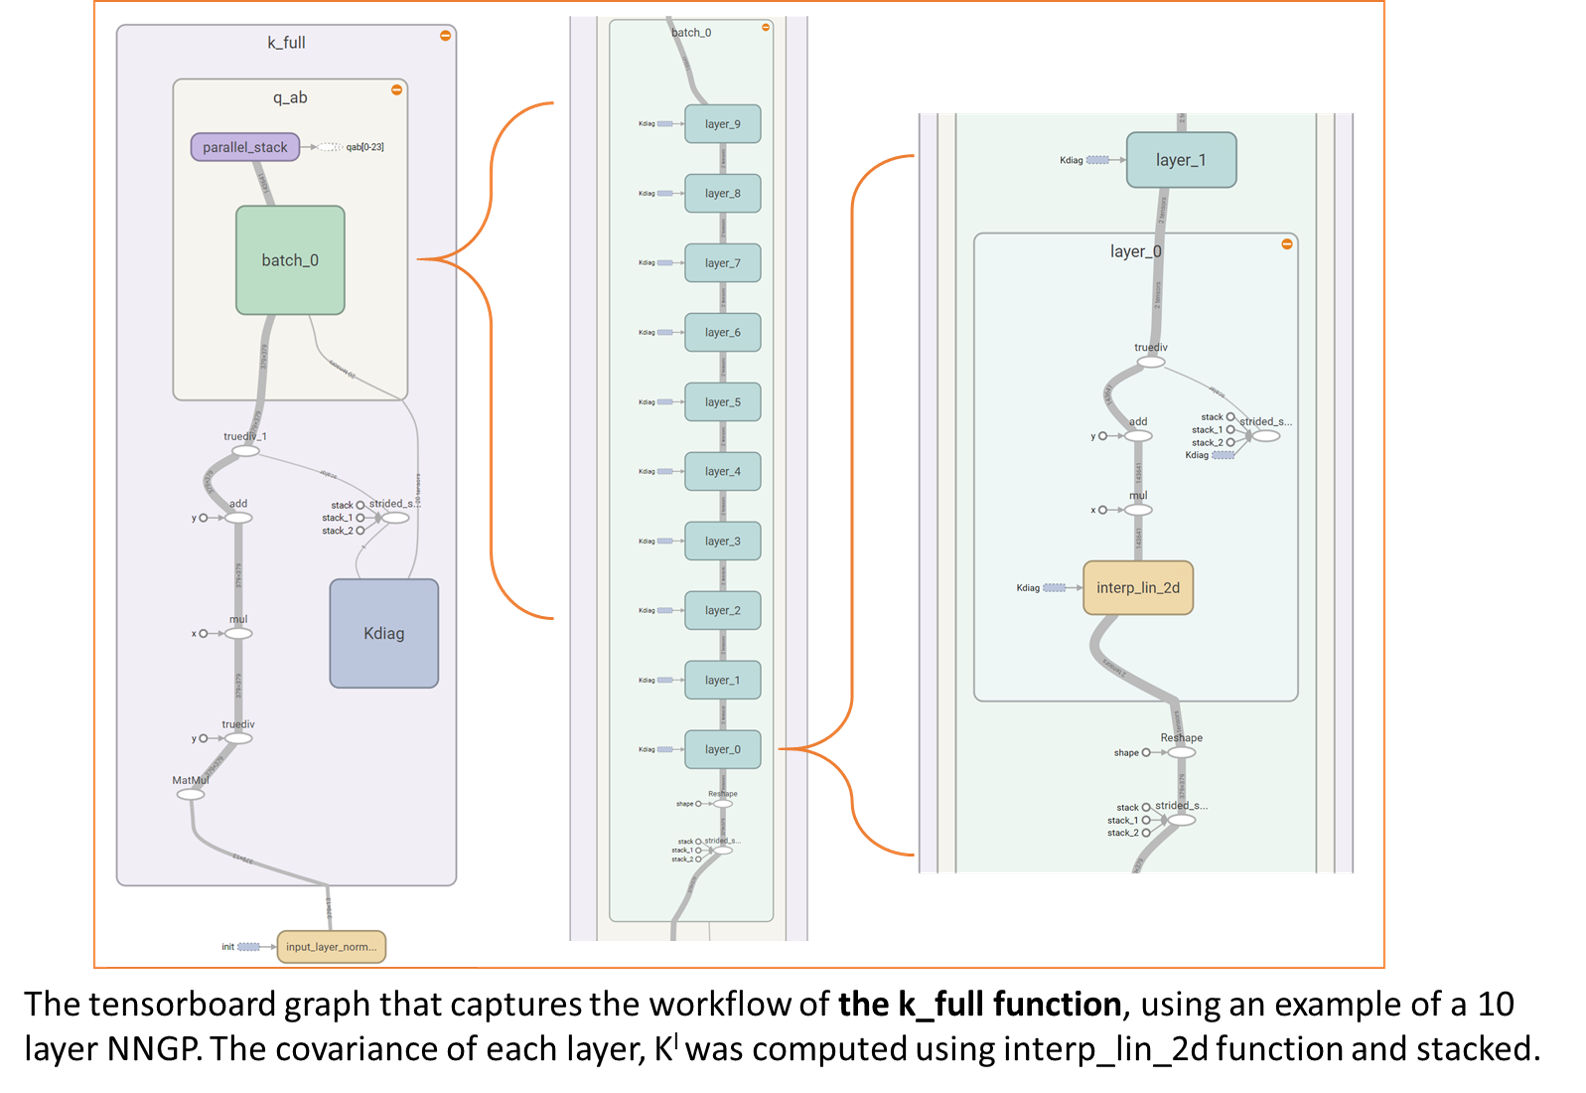 k_full
q_ab
parallel_stack
qab[0-23]
batch_0
truediv_1
add
y
stack
strided_s...
stack_1
stack_2
mul
x
Kdiag
truediv
y
MatMul
init
input_layer_norm...
batch_0
Kdiag
layer_9
Kdiag
layer_8
Kdiag
layer_7
Kdiag
layer_6
Kdiag
layer_5
Kdiag
layer_4
Kdiag
layer_3
Kdiag
layer_2
Kdiag
layer_1
Kdiag
layer_0
Reshape
shape
stack
strided_s...
stack_1
stack_2
Kdiag
layer_1
2 tensors
layer_0
2 tensors
truediv
add
y
stack
strided_s...
stack_1
stack_2
Kdiag
mul
x
Kdiag
interp_lin_2d
Reshape
shape
stack
strided_s...
stack_1
stack_2
The tensorboard graph that captures the workflow of the k_full function, using an example of a 10
layer NNGP. The covariance of each layer, Kˡ was computed using interp_lin_2d function and stacked.